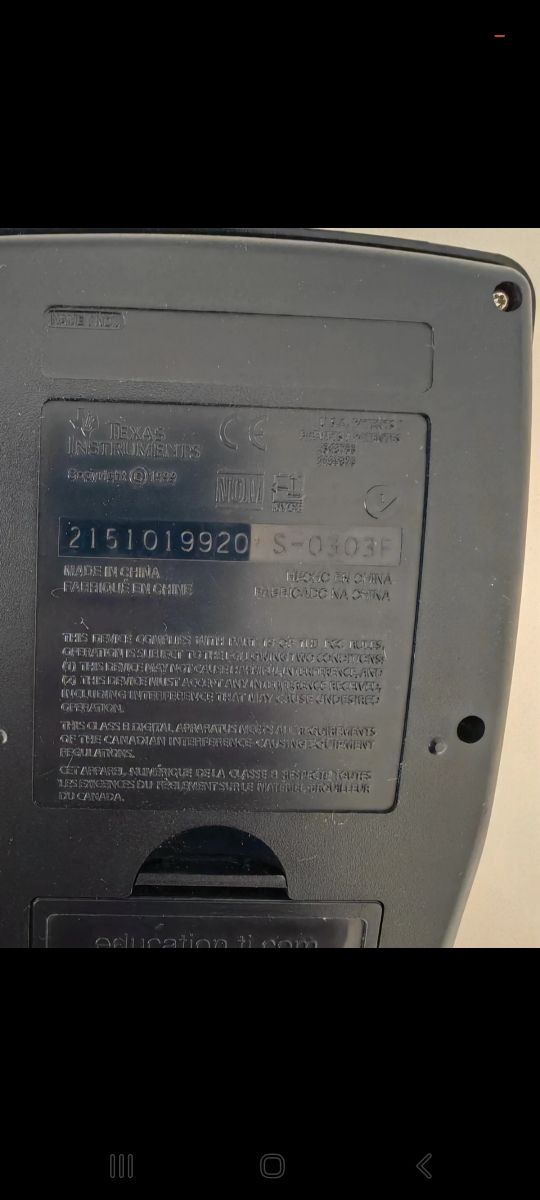 TEXAS
INSTRUMENTS
CE
U.S.A. PATENTS
Copyright © 1999
NOM
NYCE
2151019920 S-0303F
MADE IN CHINA
FABRIQUÉ EN CHINE
HECHO EN CHINA
FABRICADO NA CHINA
THIS DEVICE COMPLIES WITH PART 15 OF THE FCC RULES,
OPERATION IS SUBJECT TO THE FOLLOWING TWO CONDITIONS:
(1) THIS DEVICE MAY NOT CAUSE HARMFUL INTERFERENCE, AND
(2) THIS DEVICE MUST ACCEPT ANY INTERFERENCE RECEIVED,
INCLUDING INTERFERENCE THAT MAY CAUSE UNDESIRED
OPERATION.
THIS CLASS B DIGITAL APPARATUS MEETS ALL REQUIREMENTS
OF THE CANADIAN INTERFERENCE-CAUSING EQUIPMENT
REGULATIONS.
CET APPAREIL NUMÉRIQUE DE LA CLASSE B RESPECTE TOUTES
LES EXIGENCES DU RÈGLEMENT SUR LE MATÉRIEL BROUILLEUR
DU CANADA.
education.ti.com